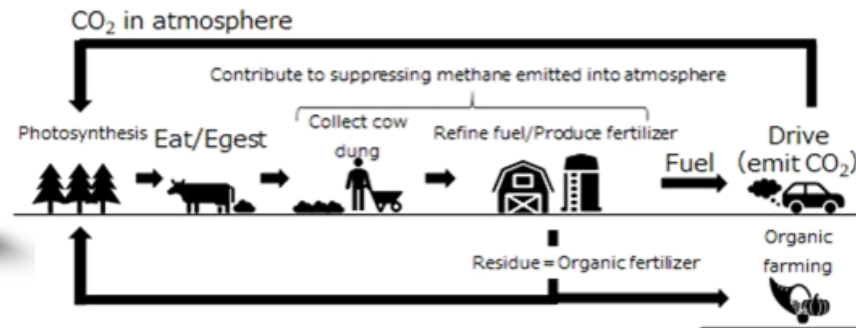 CO₂ in atmosphere
Contribute to suppressing methane emitted into atmosphere
Photosynthesis
Eat/Egest
Collect cow
dung
Refine fuel/Produce fertilizer
Fuel
Drive
(emit CO₂)
Residue=Organic fertilizer
Organic
farming